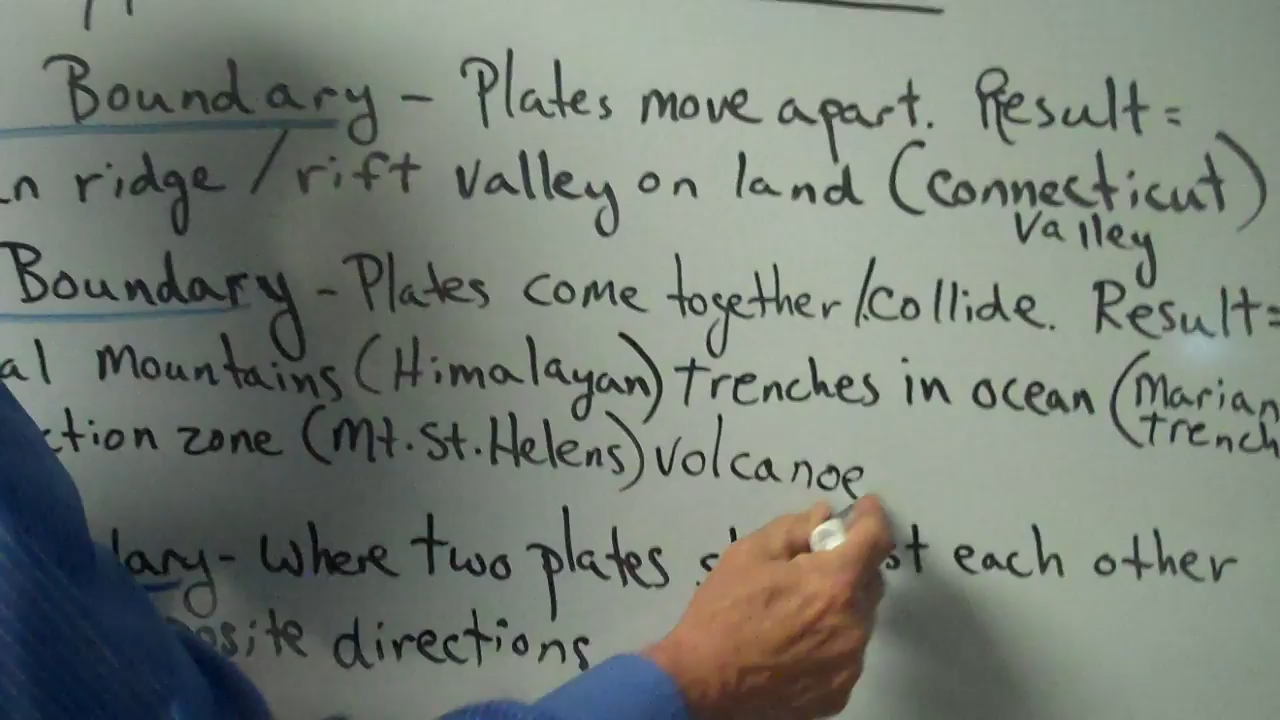 Boundary - Plates move apart. Result =
n ridge / rift valley on land (Connecticut)
Valley
Boundary - Plates come together/collide. Result =
al mountains (Himalayan) trenches in ocean (Marian
trench
ction zone (Mt. St. Helens) volcanoe
dary - where two plates s st each other
osite directions